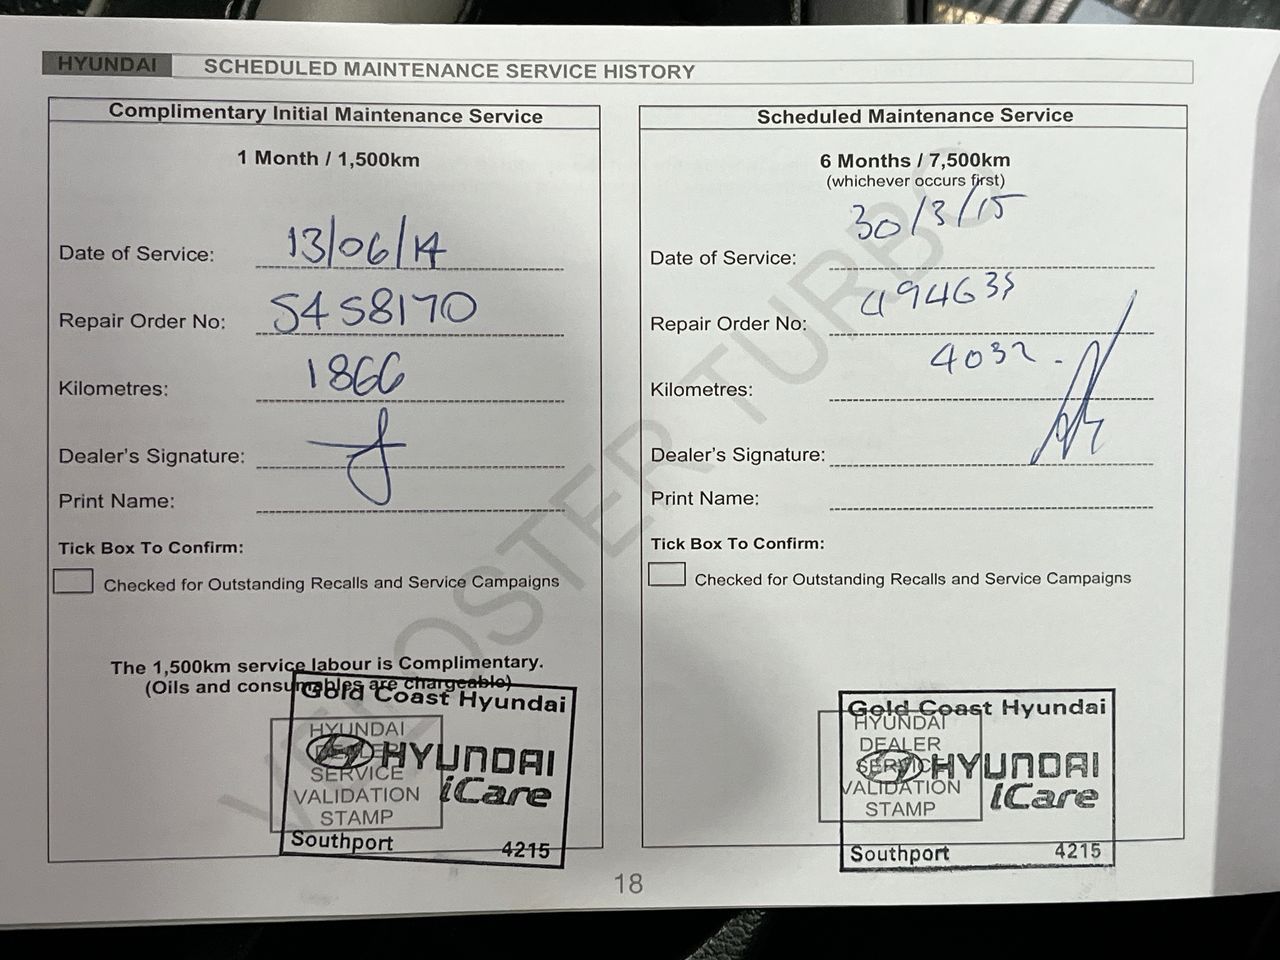 HYUNDAI SCHEDULED MAINTENANCE SERVICE HISTORY
Complimentary Initial Maintenance Service
1 Month / 1,500km
Date of Service: 13/06/14
Repair Order No: S458170
Kilometres: 1866
Dealer's Signature:
Print Name:
Tick Box To Confirm:
Checked for Outstanding Recalls and Service Campaigns
The 1,500km service labour is Complimentary.
(Oils and consumables are chargeable)
HYUNDAI
DEALER
SERVICE
VALIDATION
STAMP
Gold Coast Hyundai
HYUNDAI
iCare
Southport 4215
Scheduled Maintenance Service
6 Months / 7,500km
(whichever occurs first)
Date of Service: 30/3/15
Repair Order No:
Kilometres: 4032
Dealer's Signature:
Print Name:
Tick Box To Confirm:
Checked for Outstanding Recalls and Service Campaigns
HYUNDAI
DEALER
SERVICE
VALIDATION
STAMP
Gold Coast Hyundai
HYUNDAI
iCare
Southport 4215
VELOSTER TURBO
18